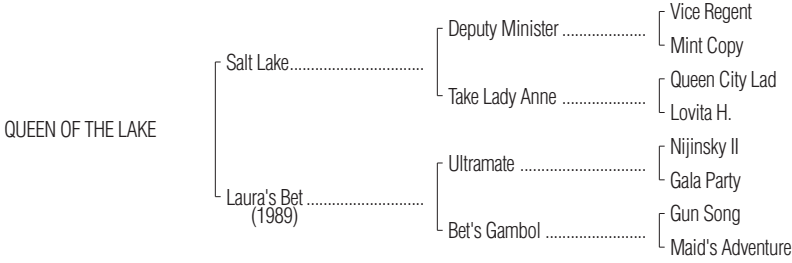 Vice Regent
Deputy Minister ....................
Mint Copy
Salt Lake................................
Queen City Lad
Take Lady Anne ....................
Lovita H.
QUEEN OF THE LAKE
Nijinsky II
Ultramate ..............................
Gala Party
Laura's Bet ............................
(1989)
Gun Song
Bet's Gambol ........................
Maid's Adventure